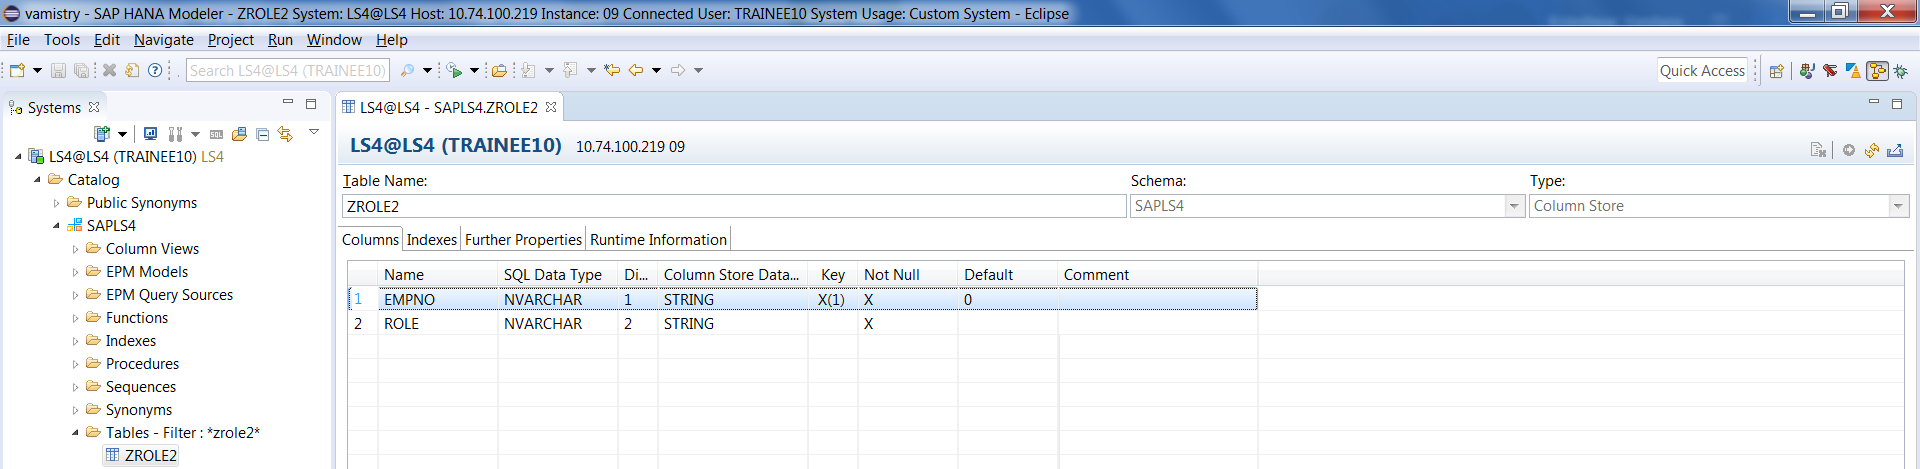 vamistry - SAP HANA Modeler - ZROLE2 System: LS4@LS4 Host: 10.74.100.219 Instance: 09 Connected User: TRAINEE10 System Usage: Custom System - Eclipse
File Tools Edit Navigate Project Run Window Help
Search LS4@LS4 (TRAINEE10) Quick Access
Systems
LS4@LS4 (TRAINEE10) LS4
Catalog
Public Synonyms
SAPLS4
Column Views
EPM Models
EPM Query Sources
Functions
Indexes
Procedures
Sequences
Synonyms
Tables - Filter : *zrole2*
ZROLE2
LS4@LS4 - SAPLS4.ZROLE2
LS4@LS4 (TRAINEE10) 10.74.100.219 09
Table Name: Schema: Type:
ZROLE2 SAPLS4 Column Store
Columns Indexes Further Properties Runtime Information
Name SQL Data Type Di... Column Store Data... Key Not Null Default Comment
1 EMPNO NVARCHAR 1 STRING X(1) X 0
2 ROLE NVARCHAR 2 STRING X